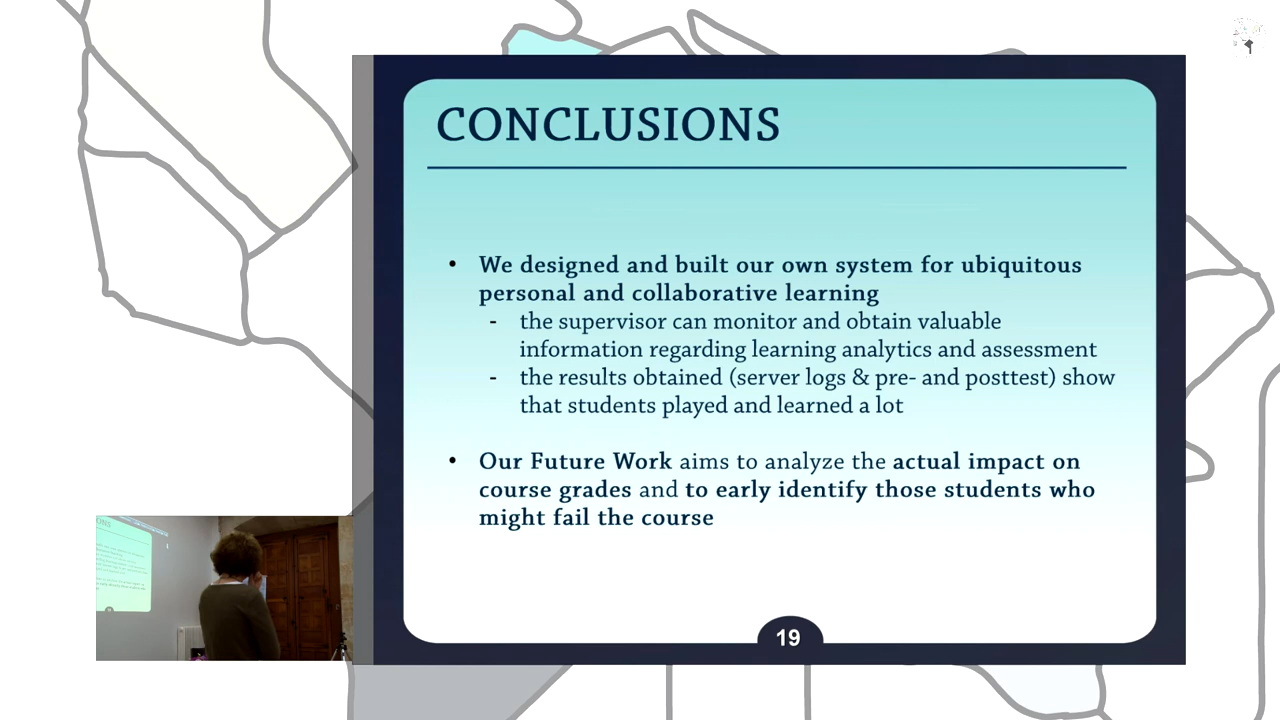 CONCLUSIONS
• We designed and built our own system for ubiquitous
personal and collaborative learning
- the supervisor can monitor and obtain valuable
information regarding learning analytics and assessment
- the results obtained (server logs & pre- and posttest) show
that students played and learned a lot
• Our Future Work aims to analyze the actual impact on
course grades and to early identify those students who
might fail the course
19